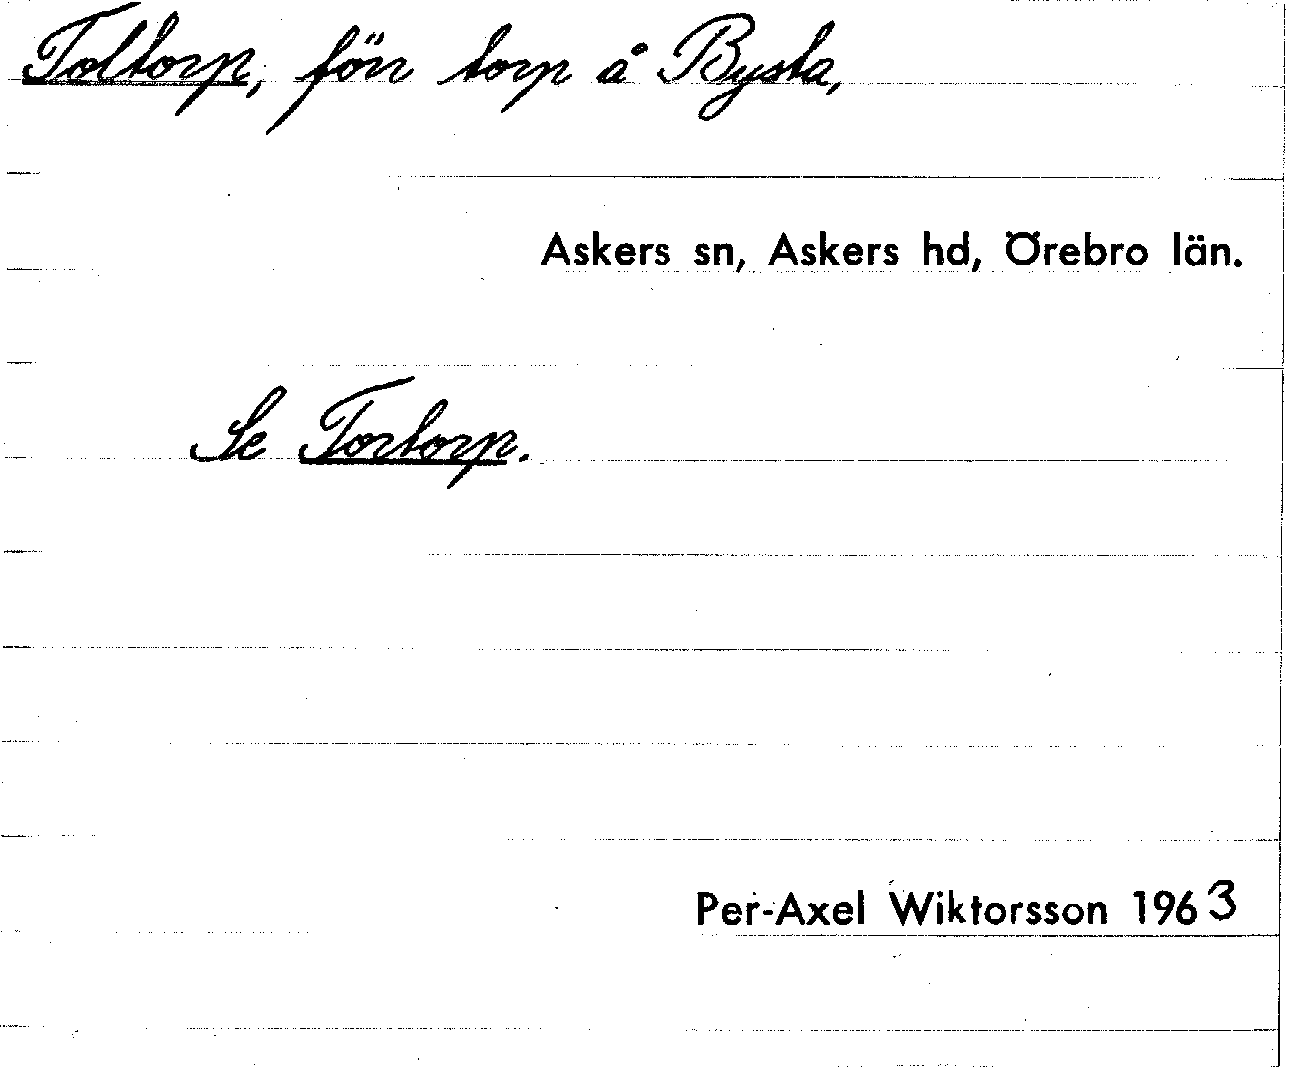 Toltorp, förr torp å Bysta,
Askers sn, Askers hd, Örebro län.
Se Tortorp.
Per-Axel Wiktorsson 1963